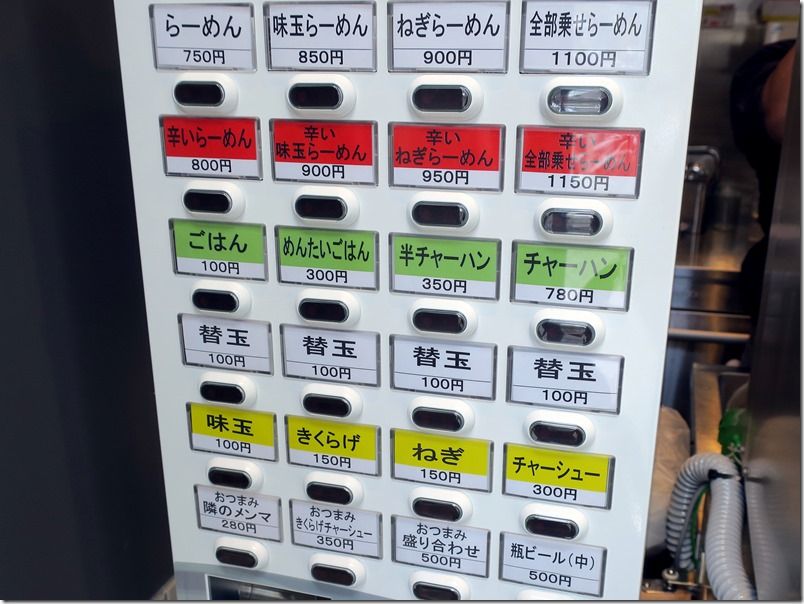 らーめん
750円
味玉らーめん
850円
ねぎらーめん
900円
全部乗せらーめん
1100円
辛いらーめん
800円
辛い
味玉らーめん
900円
辛い
ねぎらーめん
950円
辛い
全部乗せらーめん
1150円
ごはん
100円
めんたいごはん
300円
半チャーハン
350円
チャーハン
780円
替玉
100円
替玉
100円
替玉
100円
替玉
100円
味玉
100円
きくらげ
150円
ねぎ
150円
チャーシュー
300円
おつまみ
隣のメンマ
280円
おつまみ
きくらげチャーシュー
350円
おつまみ
盛り合わせ
500円
瓶ビール(中)
500円